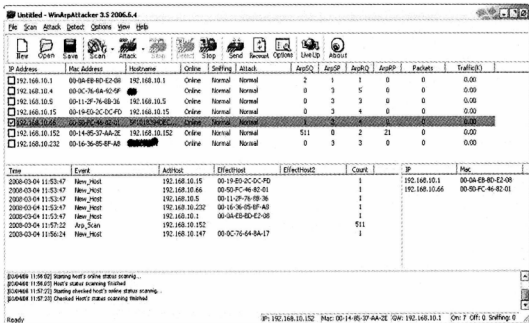 Untitled - WinArpAttacker 3.5 2006.6.4
File Scan Attack Detect Options View Help
New Open Save Scan Attack Stop Detect Stop Send Recount Options LiveUp About
IP Address Mac Address Hostname Online Sniffing Attack ArpSQ ArpSP ArpRQ ArpRP Packets Traffic(K)
192.168.10.1 00-0A-EB-BD-E2-08 192.168.10.1 Online Normal Normal 2 1 1 0 0 0.00
192.168.10.4 00-0C-76-0A-92-5F Online Normal Normal 0 3 5 0 0 0.00
192.168.10.5 00-11-2F-76-8B-36 192.168.10.5 Online Normal Normal 0 3 3 0 0 0.00
192.168.10.15 00-19-E0-2C-DC-FD 192.168.10.15 Online Normal Normal 0 3 4 0 0 0.00
192.168.10.66 00-50-FC-46-82-01 Online Normal Normal 0 0 0.00
192.168.10.152 00-14-85-37-AA-2E 192.168.10.152 Online Normal Normal 511 0 2 21 0 0.00
192.168.10.232 00-16-36-85-BF-A8 Online Normal Normal 0 3 3 0 0 0.00
Time Event ActHost EffectHost EffectHost2 Count IP Mac
2008-03-04 11:53:47 New_Host 192.168.10.15 00-19-E0-2C-DC-FD 1 192.168.10.1 00-0A-EB-BD-E2-08
2008-03-04 11:53:47 New_Host 192.168.10.66 00-50-FC-46-82-01 1 192.168.10.66 00-50-FC-46-82-01
2008-03-04 11:53:47 New_Host 192.168.10.5 00-11-2F-76-8B-36 1
2008-03-04 11:53:47 New_Host 192.168.10.232 00-16-36-85-BF-A8 1
2008-03-04 11:53:47 New_Host 192.168.10.1 00-0A-EB-BD-E2-08 1
2008-03-04 11:57:22 Arp_Scan 192.168.10.152 511
2008-03-04 11:56:24 New_Host 192.168.10.147 00-0C-76-64-8A-17 1
Starting host's online status scanning...
Host's status scanning finished
Starting checked host's online status scanning...
Checked Host's status scanning finished
Ready IP: 192.168.10.152 Mac: 00-14-85-37-AA-2E GW: 192.168.10.1 On: 7 Off: 0 Sniffing: 0